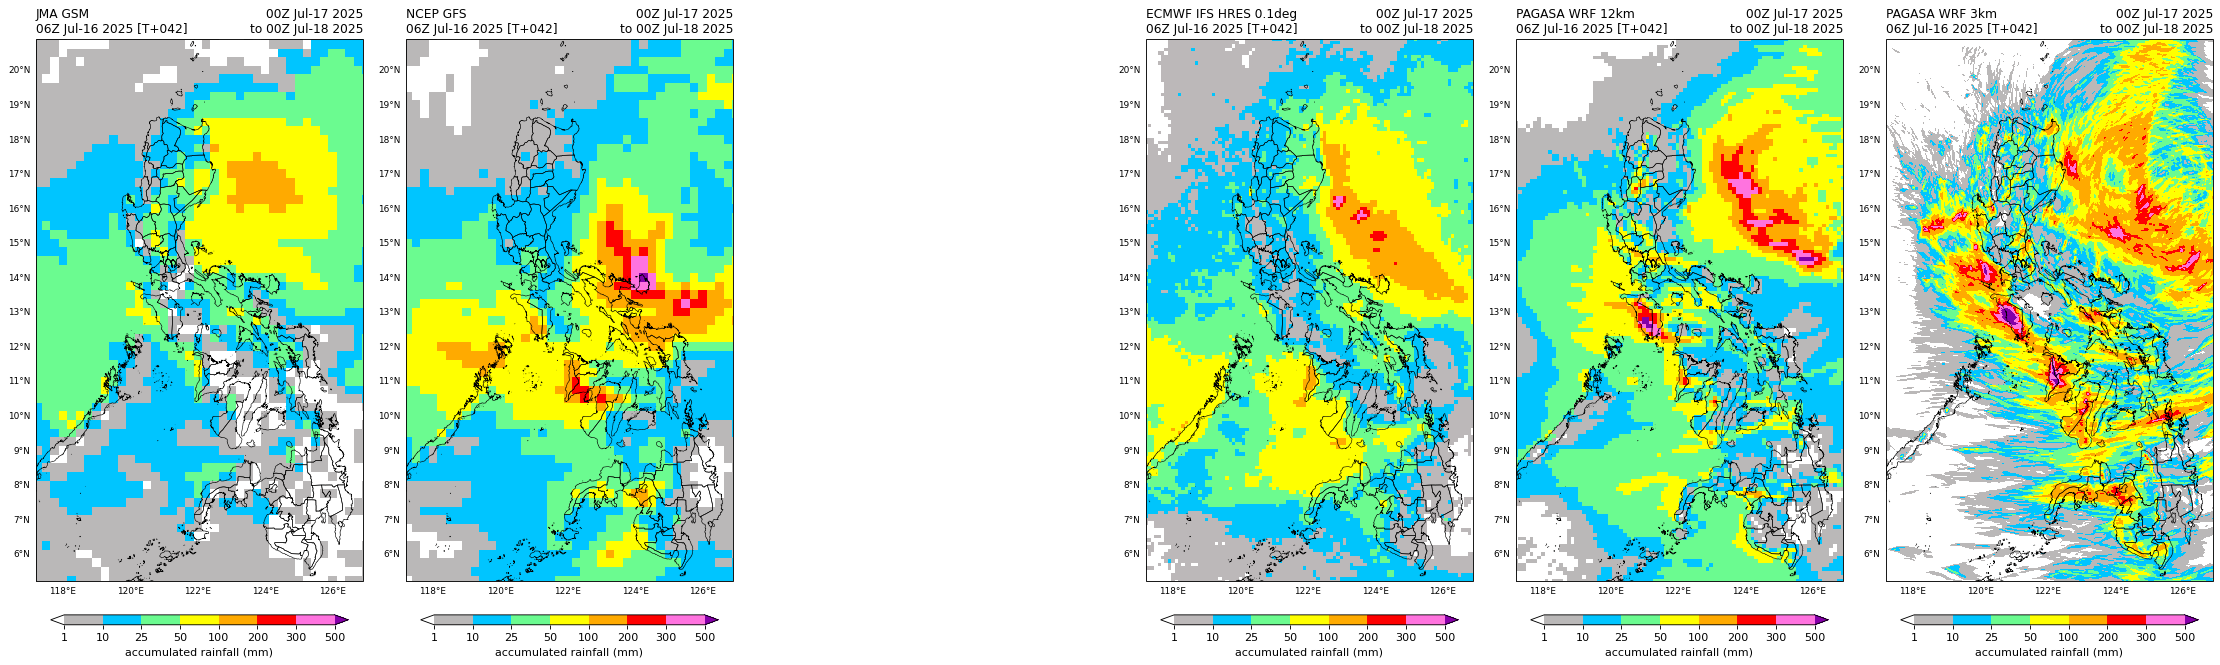 JMA GSM 00Z Jul-17 2025
06Z Jul-16 2025 [T+042] to 00Z Jul-18 2025
20°N
19°N
18°N
17°N
16°N
15°N
14°N
13°N
12°N
11°N
10°N
9°N
8°N
7°N
6°N
118°E 120°E 122°E 124°E 126°E
1 10 25 50 100 200 300 500
accumulated rainfall (mm)
NCEP GFS 00Z Jul-17 2025
06Z Jul-16 2025 [T+042] to 00Z Jul-18 2025
20°N
19°N
18°N
17°N
16°N
15°N
14°N
13°N
12°N
11°N
10°N
9°N
8°N
7°N
6°N
118°E 120°E 122°E 124°E 126°E
1 10 25 50 100 200 300 500
accumulated rainfall (mm)
ECMWF IFS HRES 0.1deg 00Z Jul-17 2025
06Z Jul-16 2025 [T+042] to 00Z Jul-18 2025
20°N
19°N
18°N
17°N
16°N
15°N
14°N
13°N
12°N
11°N
10°N
9°N
8°N
7°N
6°N
118°E 120°E 122°E 124°E 126°E
1 10 25 50 100 200 300 500
accumulated rainfall (mm)
PAGASA WRF 12km 00Z Jul-17 2025
06Z Jul-16 2025 [T+042] to 00Z Jul-18 2025
20°N
19°N
18°N
17°N
16°N
15°N
14°N
13°N
12°N
11°N
10°N
9°N
8°N
7°N
6°N
118°E 120°E 122°E 124°E 126°E
1 10 25 50 100 200 300 500
accumulated rainfall (mm)
PAGASA WRF 3km 00Z Jul-17 2025
06Z Jul-16 2025 [T+042] to 00Z Jul-18 2025
20°N
19°N
18°N
17°N
16°N
15°N
14°N
13°N
12°N
11°N
10°N
9°N
8°N
7°N
6°N
118°E 120°E 122°E 124°E 126°E
1 10 25 50 100 200 300 500
accumulated rainfall (mm)